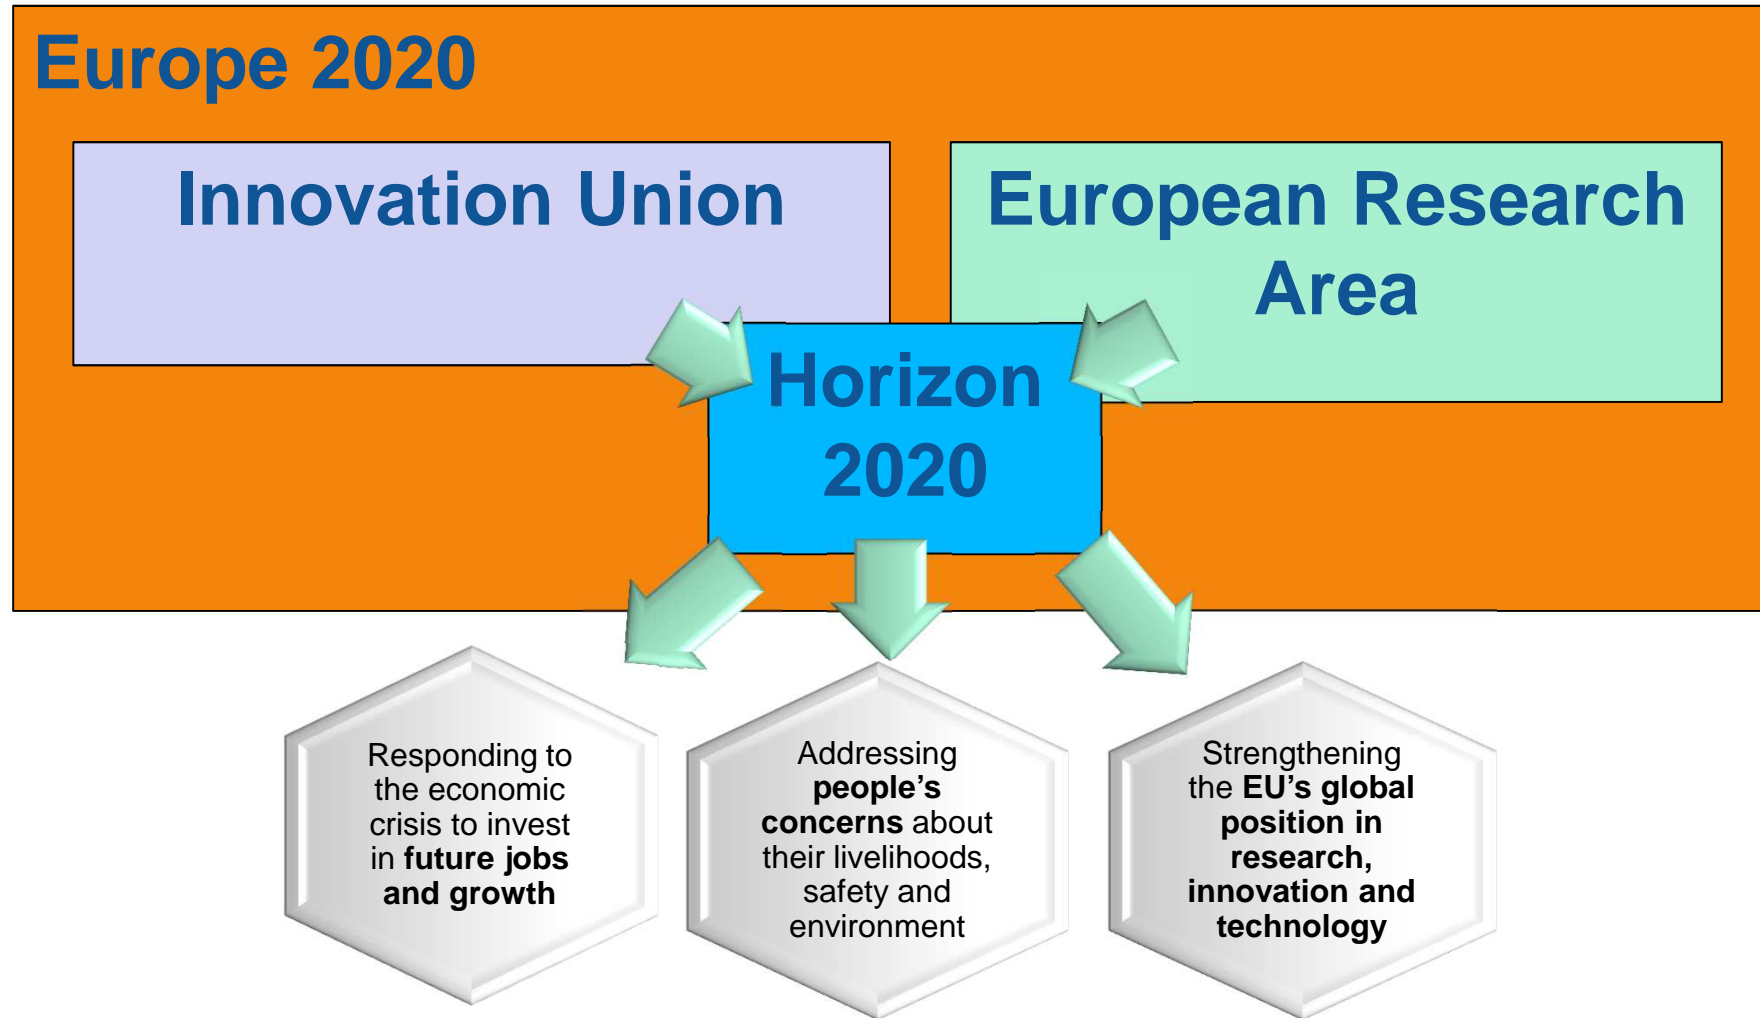 Europe 2020
Innovation Union
European Research
Area
Horizon
2020
Responding to
the economic
crisis to invest
in future jobs
and growth
Addressing
people’s
concerns about
their livelihoods,
safety and
environment
Strengthening
the EU’s global
position in
research,
innovation and
technology